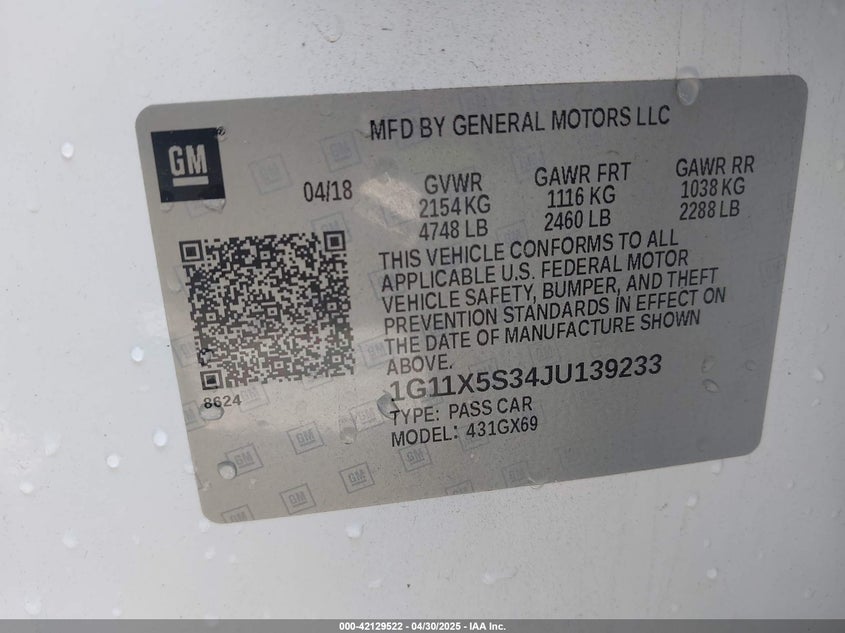 MFD BY GENERAL MOTORS LLC
GM
®
04/18
GVWR
2154 KG
4748 LB
GAWR FRT
1116 KG
2460 LB
GAWR RR
1038 KG
2288 LB
THIS VEHICLE CONFORMS TO ALL
APPLICABLE U.S. FEDERAL MOTOR
VEHICLE SAFETY, BUMPER, AND THEFT
PREVENTION STANDARDS IN EFFECT ON
THE DATE OF MANUFACTURE SHOWN
ABOVE.
8624
1G11X5S34JU139233
TYPE: PASS CAR
MODEL: 431GX69
000-42129522 - 04/30/2025 - IAA Inc.